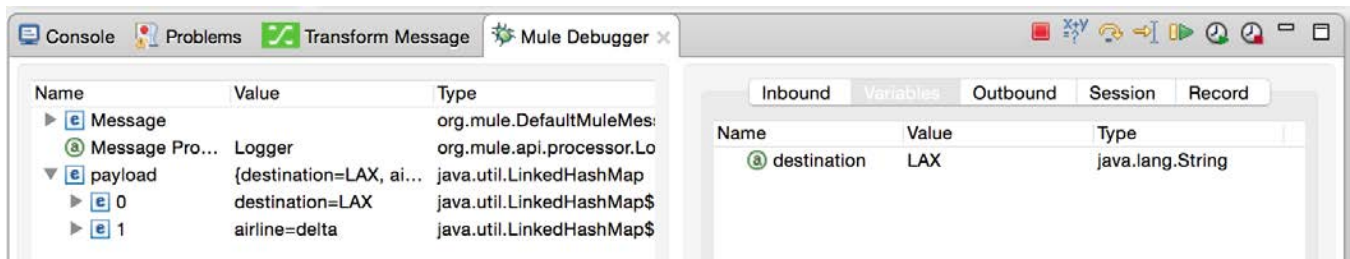 Console Problems Transform Message Mule Debugger
x+y
=?
Name Value Type
Message org.mule.DefaultMuleMes
Message Pro... Logger org.mule.api.processor.Lo
payload {destination=LAX, ai... java.util.LinkedHashMap
0 destination=LAX java.util.LinkedHashMap$
1 airline=delta java.util.LinkedHashMap$
Inbound Variables Outbound Session Record
Name Value Type
destination LAX java.lang.String